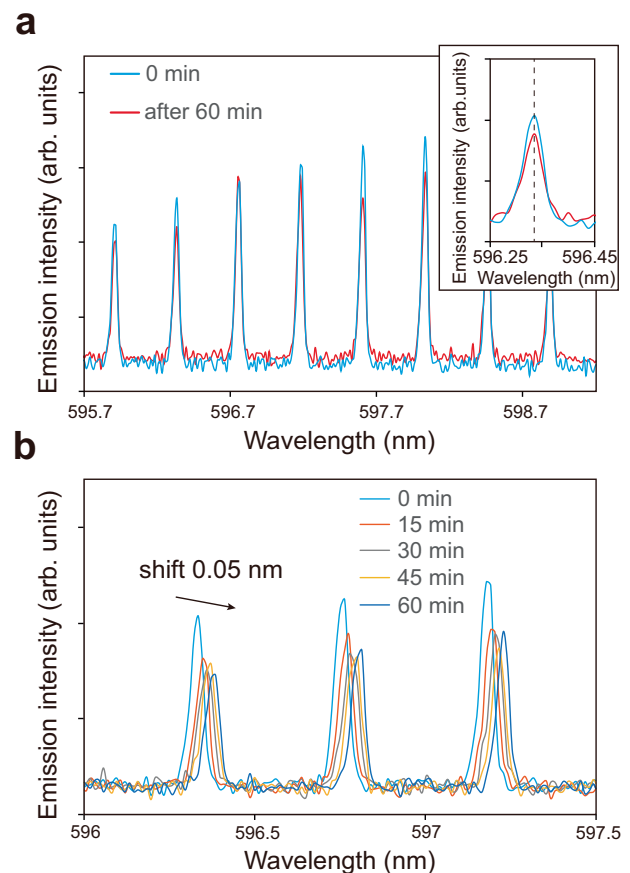 a
0 min
after 60 min
Emission intensity (arb. units)
595.7
596.7
597.7
598.7
Wavelength (nm)
Emission intensity (arb.units)
596.25
596.45
Wavelength (nm)
b
0 min
15 min
30 min
45 min
60 min
shift 0.05 nm
Emission intensity (arb. units)
596
596.5
597
597.5
Wavelength (nm)